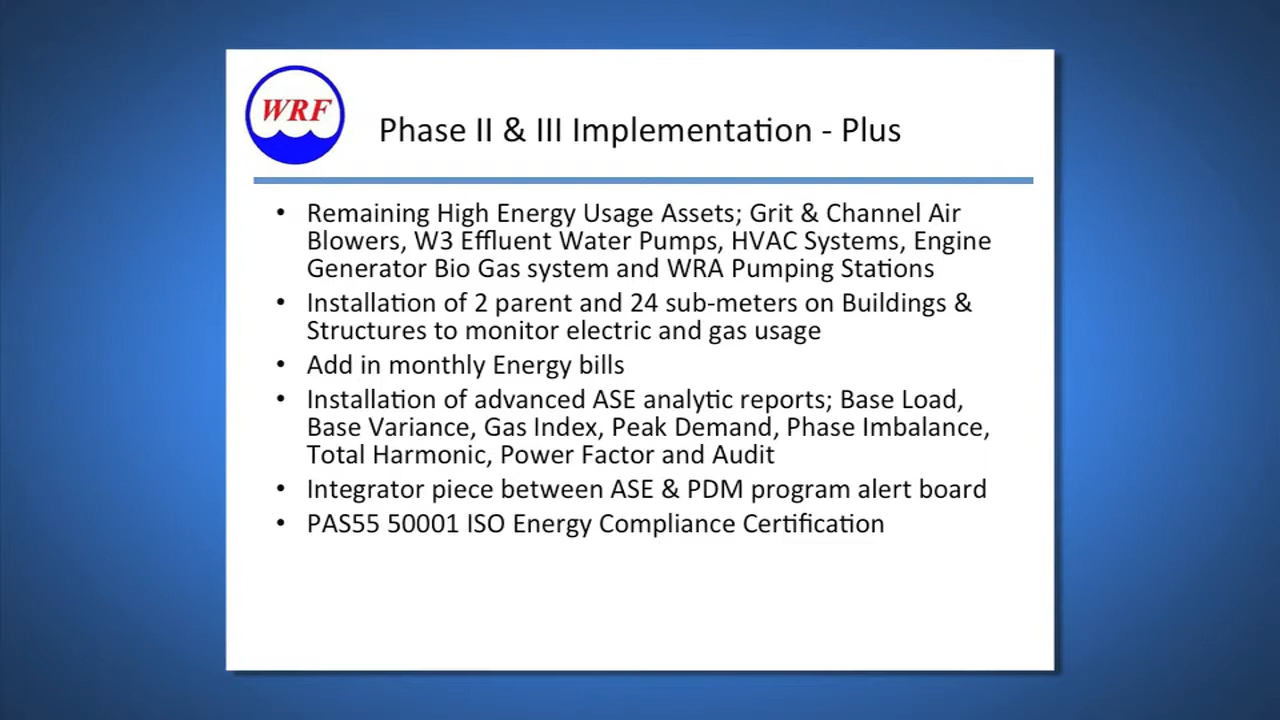 WRF
Phase II & III Implementation - Plus
• Remaining High Energy Usage Assets; Grit & Channel Air
Blowers, W3 Effluent Water Pumps, HVAC Systems, Engine
Generator Bio Gas system and WRA Pumping Stations
• Installation of 2 parent and 24 sub-meters on Buildings &
Structures to monitor electric and gas usage
• Add in monthly Energy bills
• Installation of advanced ASE analytic reports; Base Load,
Base Variance, Gas Index, Peak Demand, Phase Imbalance,
Total Harmonic, Power Factor and Audit
• Integrator piece between ASE & PDM program alert board
• PAS55 50001 ISO Energy Compliance Certification